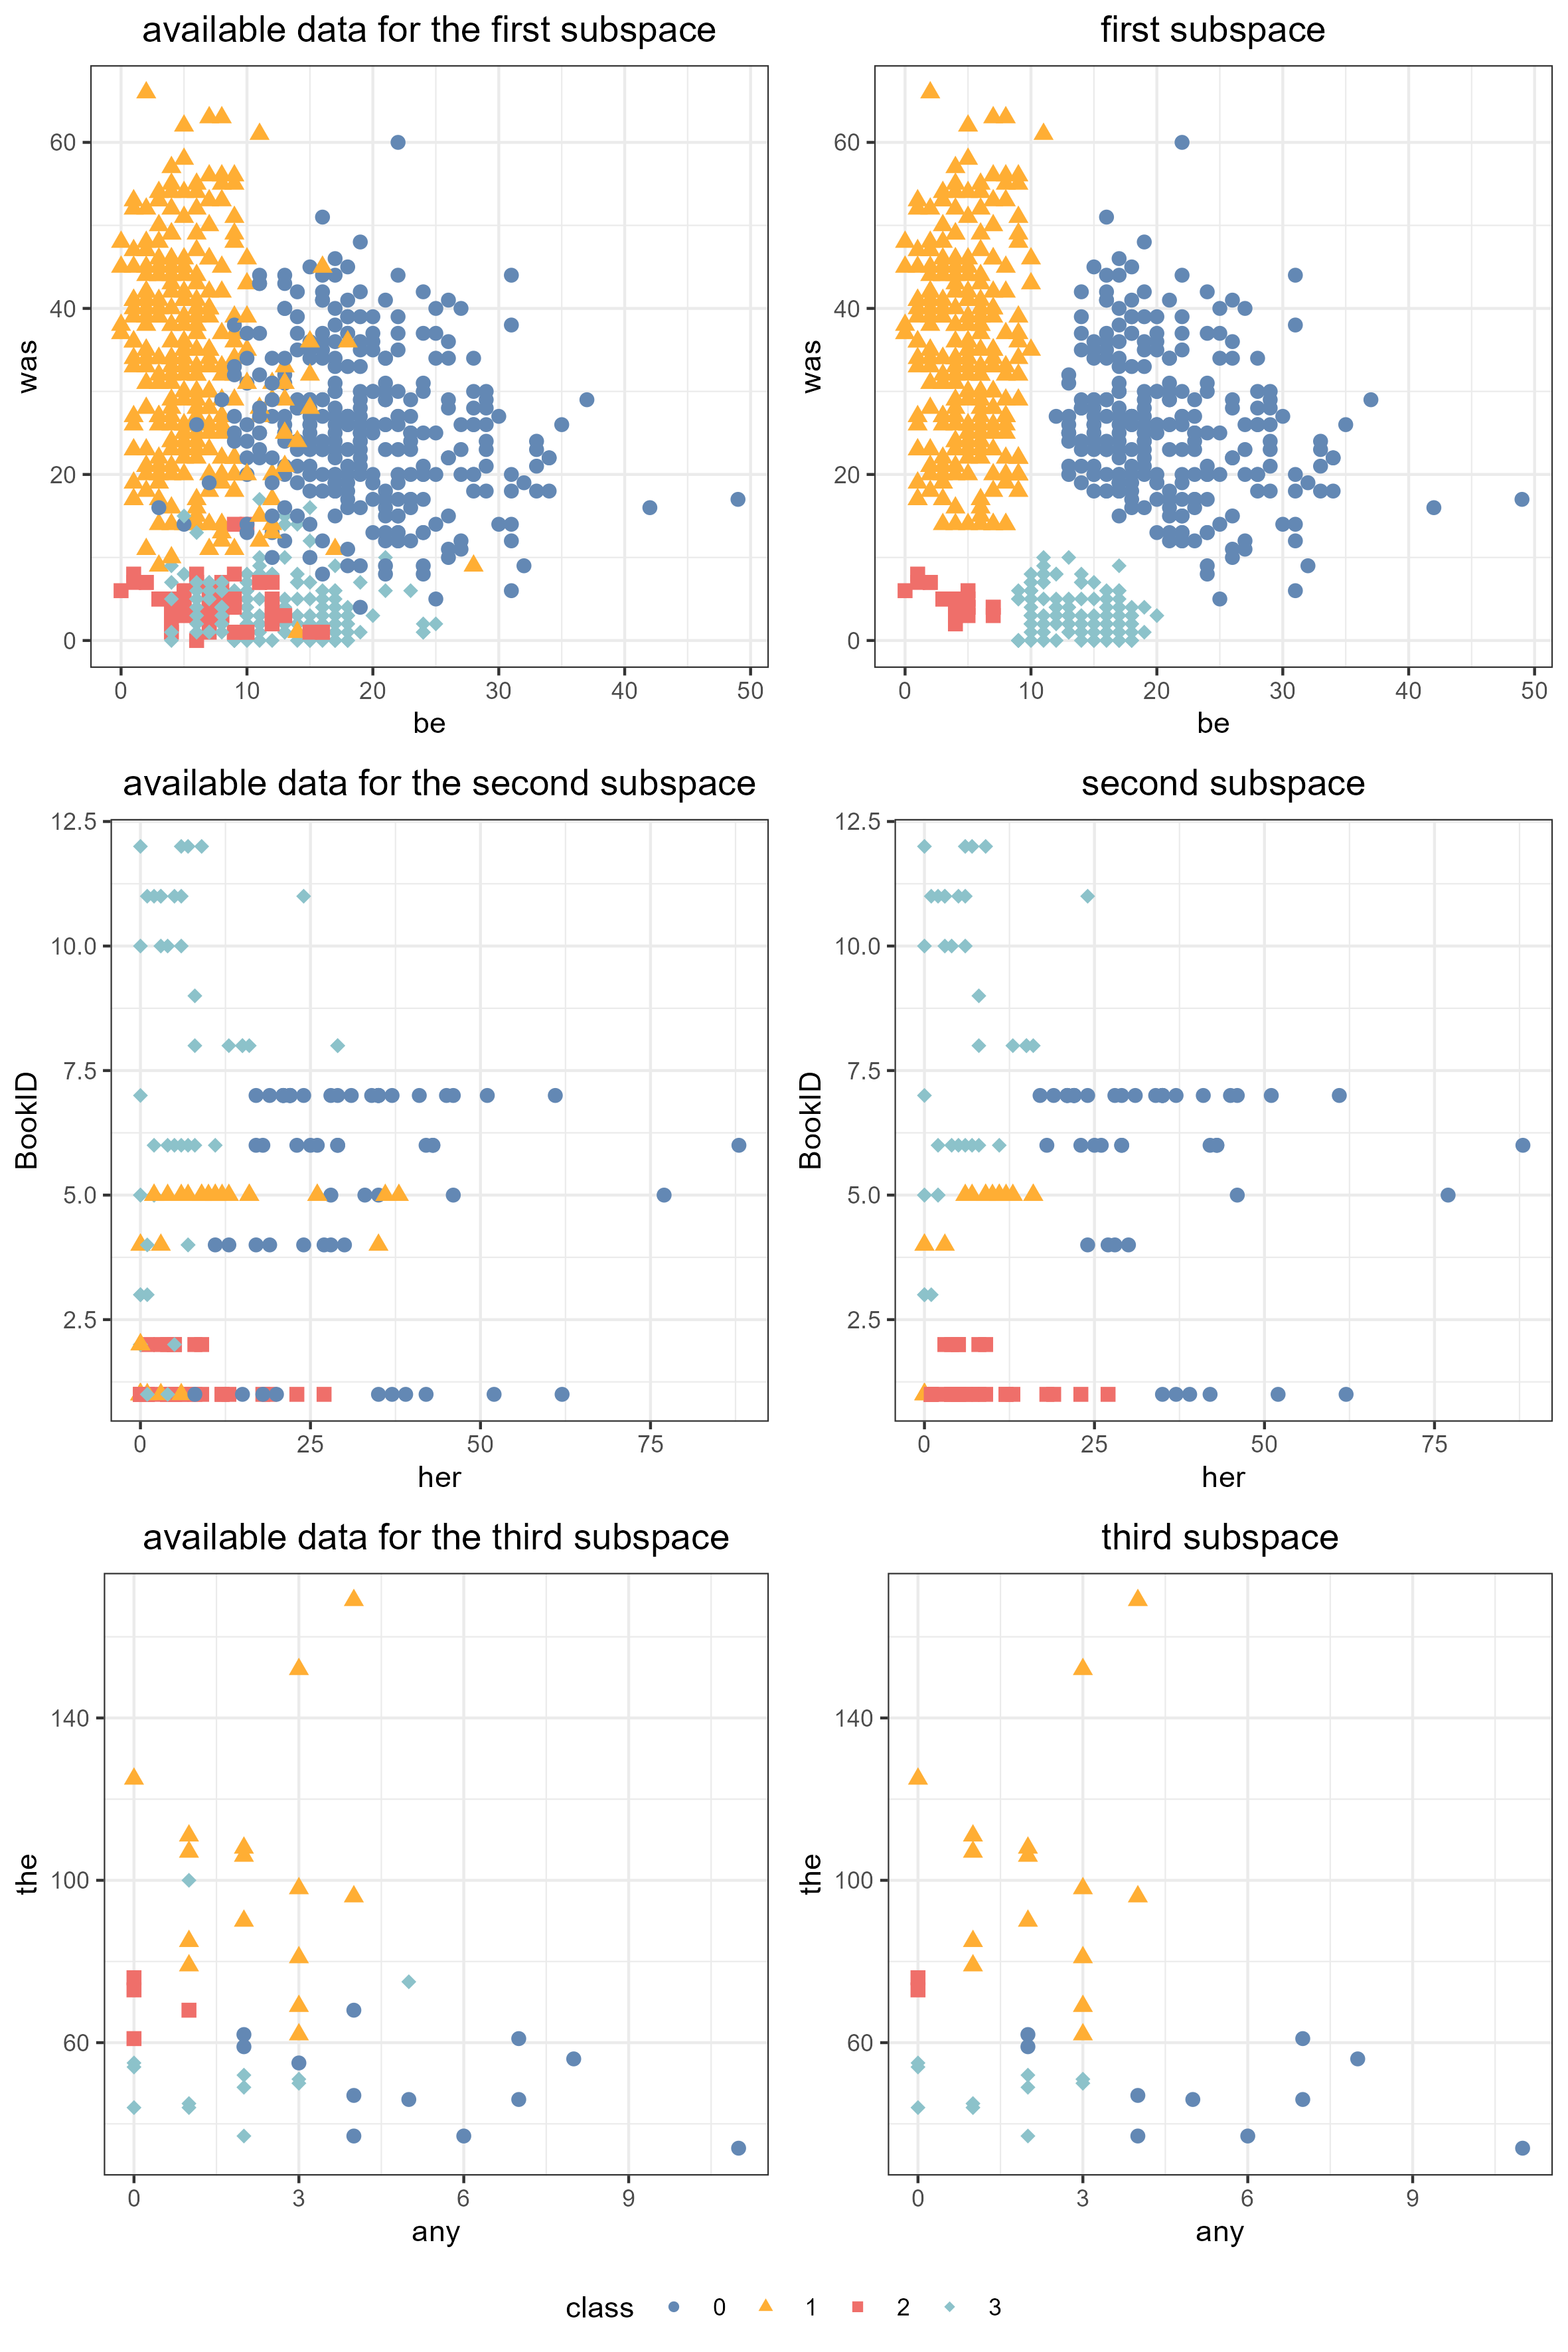 available data for the first subspace
first subspace
was
60
40
20
0
0 10 20 30 40 50
be
was
60
40
20
0
0 10 20 30 40 50
be
available data for the second subspace
second subspace
BookID
12.5
10.0
7.5
5.0
2.5
0 25 50 75
her
BookID
12.5
10.0
7.5
5.0
2.5
0 25 50 75
her
available data for the third subspace
third subspace
the
140
100
60
0 3 6 9
any
the
140
100
60
0 3 6 9
any
class 0 1 2 3